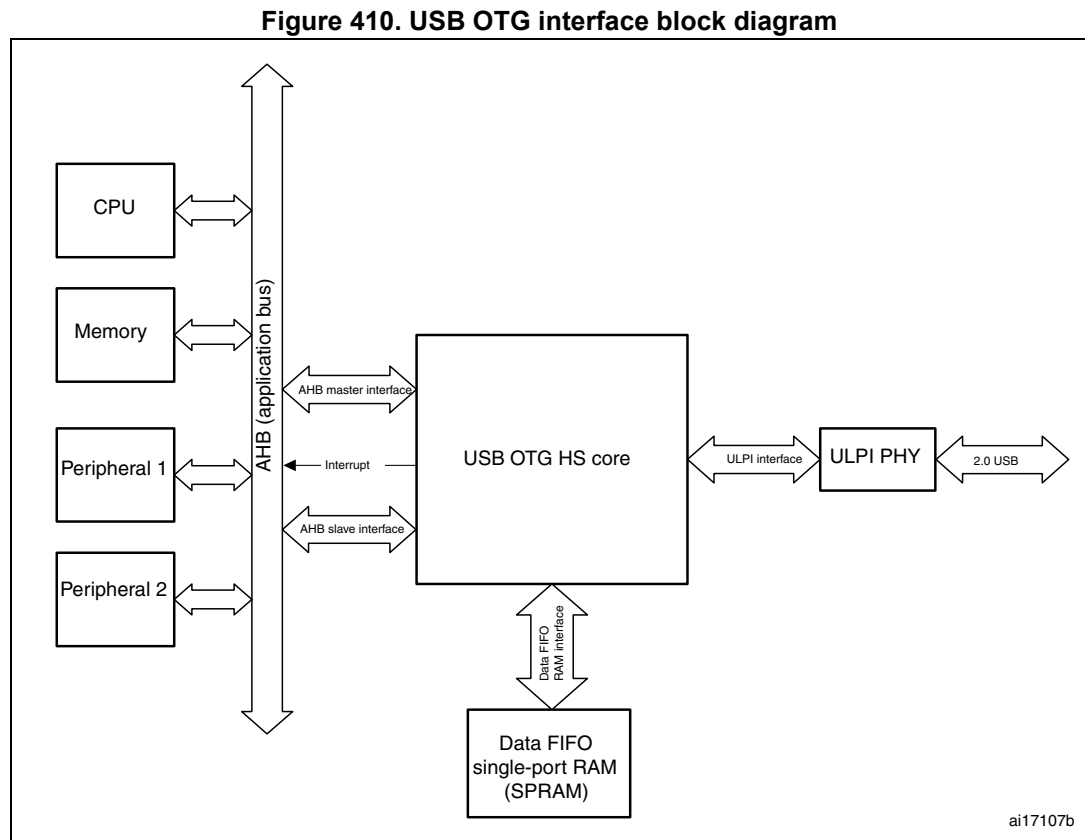 Figure 410. USB OTG interface block diagram
CPU
Memory
Peripheral 1
Peripheral 2
AHB (application bus)
AHB master interface
Interrupt
AHB slave interface
USB OTG HS core
ULPI interface
ULPI PHY
2.0 USB
Data FIFO
RAM interface
Data FIFO
single-port RAM
(SPRAM)
ai17107b